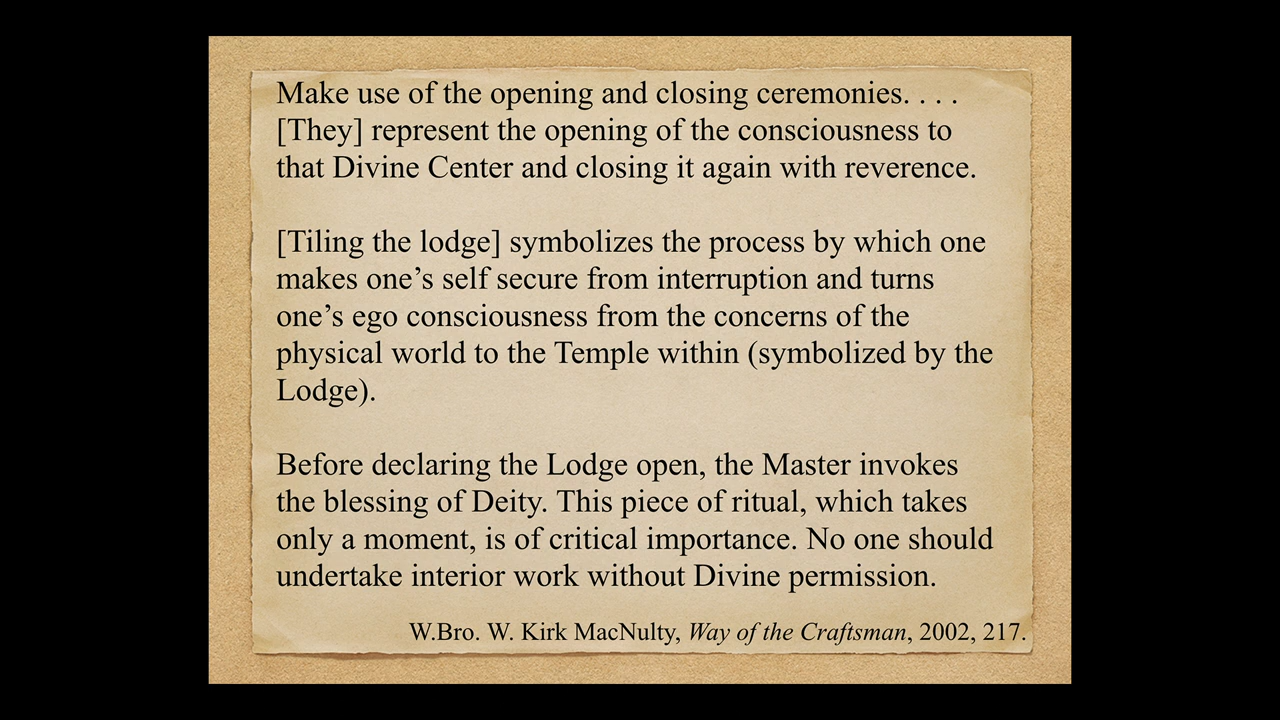 Make use of the opening and closing ceremonies. . . .
[They] represent the opening of the consciousness to
that Divine Center and closing it again with reverence.
[Tiling the lodge] symbolizes the process by which one
makes one’s self secure from interruption and turns
one’s ego consciousness from the concerns of the
physical world to the Temple within (symbolized by the
Lodge).
Before declaring the Lodge open, the Master invokes
the blessing of Deity. This piece of ritual, which takes
only a moment, is of critical importance. No one should
undertake interior work without Divine permission.
W.Bro. W. Kirk MacNulty, Way of the Craftsman, 2002, 217.